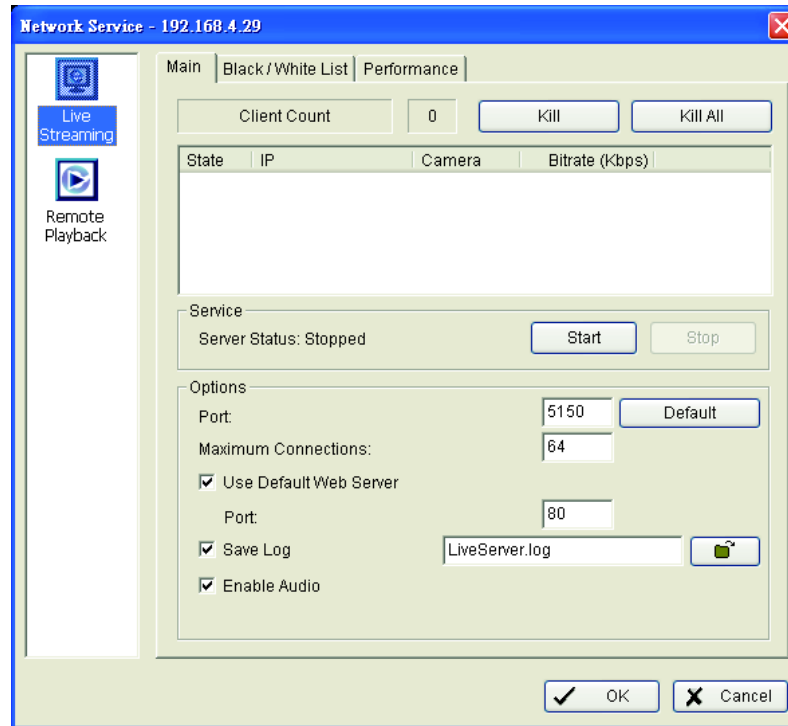 Network Service - 192.168.4.29
Live
Streaming
Remote
Playback
Main Black / White List Performance
Client Count 0 Kill Kill All
State IP Camera Bitrate (Kbps)
Service
Server Status: Stopped Start Stop
Options
Port: 5150 Default
Maximum Connections: 64
Use Default Web Server
Port: 80
Save Log LiveServer.log
Enable Audio
OK Cancel